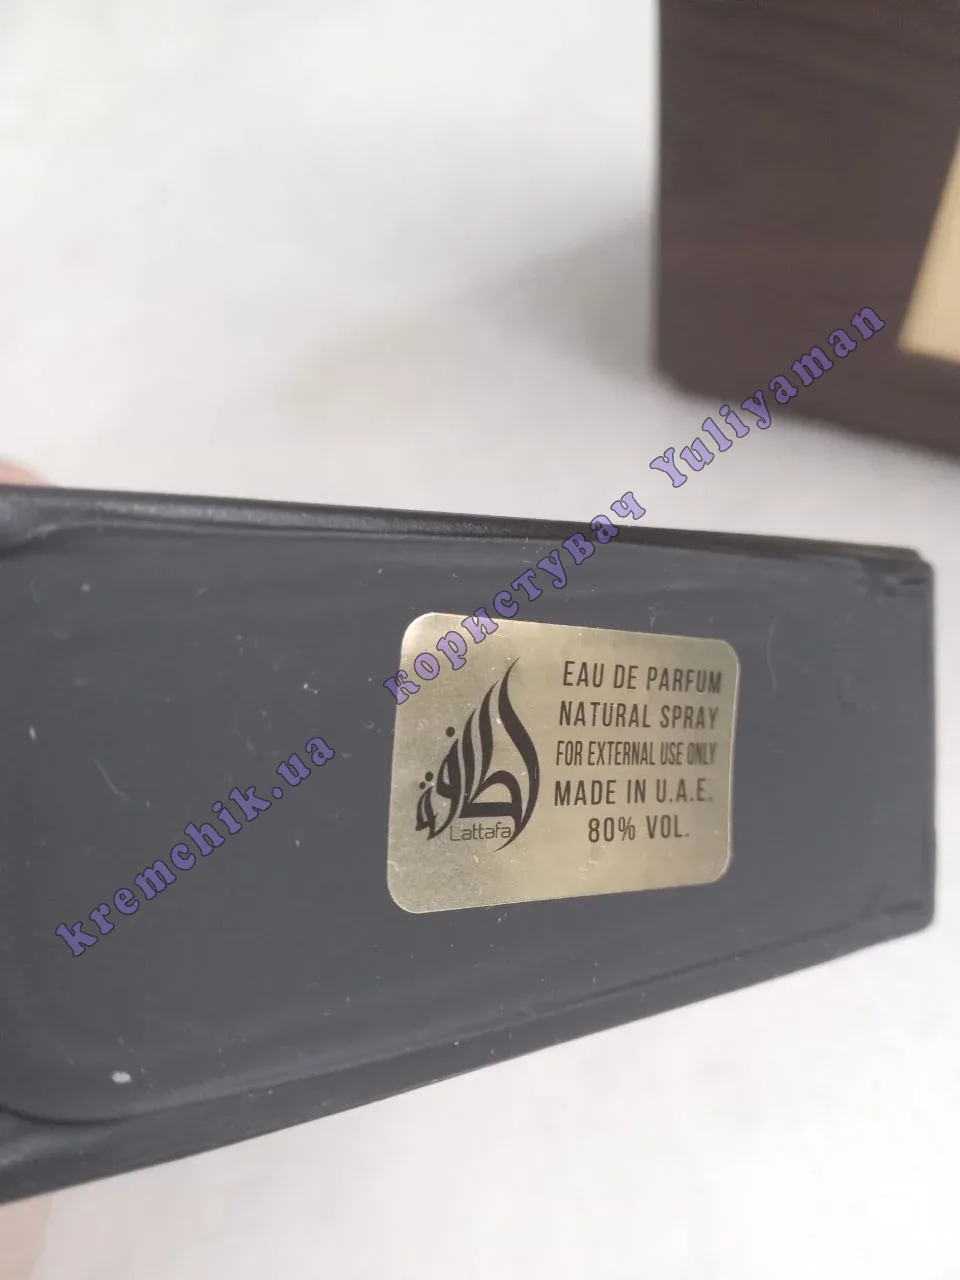 لطافة
Lattafa
EAU DE PARFUM
NATURAL SPRAY
FOR EXTERNAL USE ONLY
MADE IN U.A.E.
80% VOL.
kremchik.ua користувач Yuliyaman